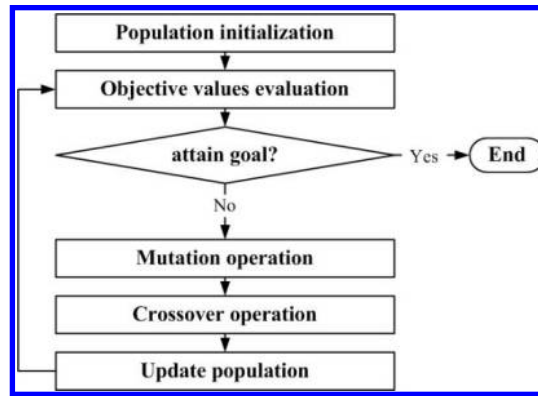 Population initialization
Objective values evaluation
attain goal?
Yes
End
No
Mutation operation
Crossover operation
Update population